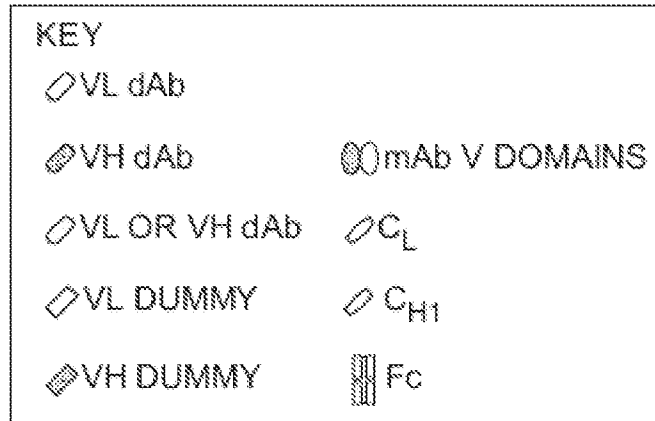 KEY
VL dAb
VH dAb mAb V DOMAINS
VL OR VH dAb CL
VL DUMMY CH1
VH DUMMY Fc